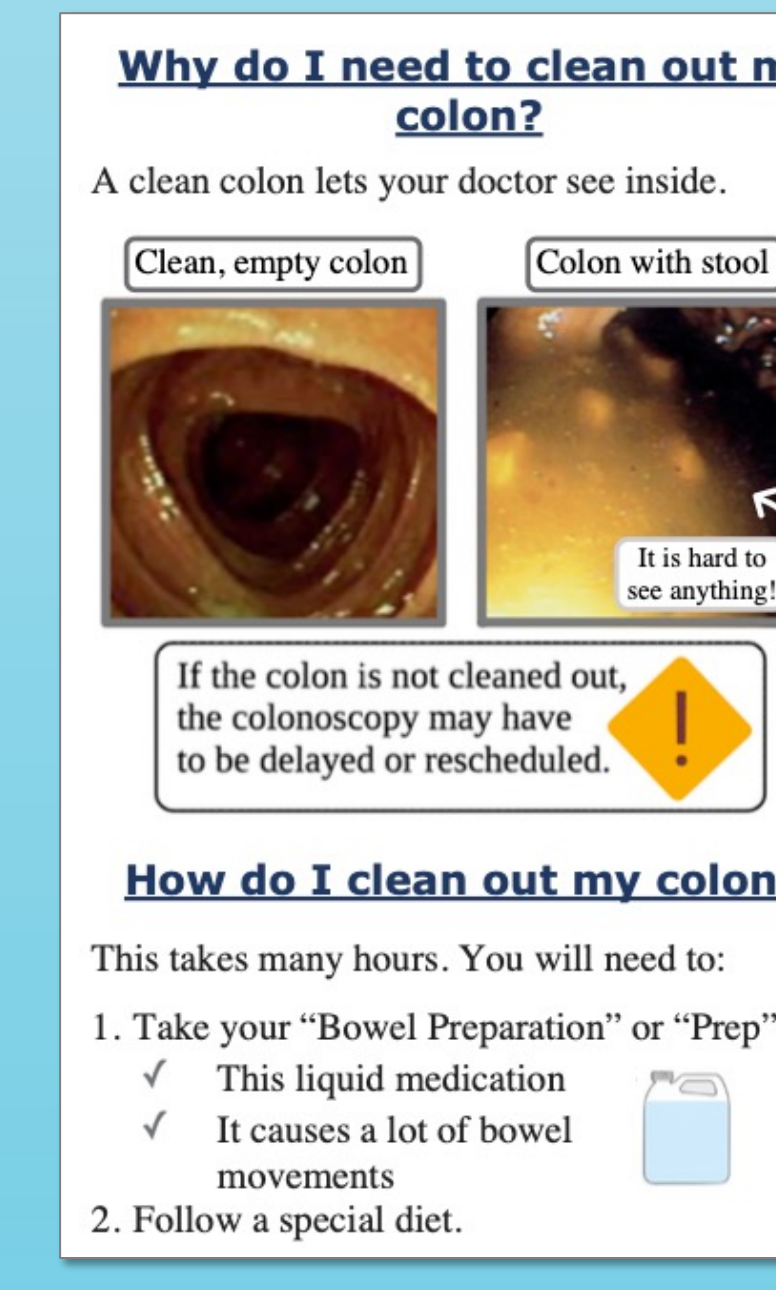 Why do I need to clean out m
colon?
A clean colon lets your doctor see inside.
Clean, empty colon
Colon with stool
It is hard to
see anything!
If the colon is not cleaned out,
the colonoscopy may have
to be delayed or rescheduled.
!
How do I clean out my colon
This takes many hours. You will need to:
1. Take your “Bowel Preparation” or “Prep”
✓ This liquid medication
✓ It causes a lot of bowel
movements
2. Follow a special diet.